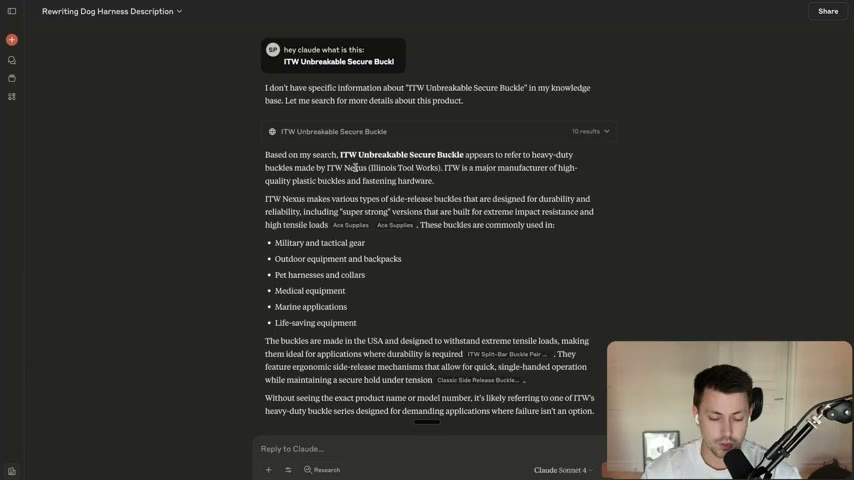 Rewriting Dog Harness Description
Share
SP
hey claude what is this:
ITW Unbreakable Secure Buckl
I don't have specific information about "ITW Unbreakable Secure Buckle" in my knowledge
base. Let me search for more details about this product.
ITW Unbreakable Secure Buckle
10 results
Based on my search, ITW Unbreakable Secure Buckle appears to refer to heavy-duty
buckles made by ITW Nexus (Illinois Tool Works). ITW is a major manufacturer of high-
quality plastic buckles and fastening hardware.
ITW Nexus makes various types of side-release buckles that are designed for durability and
reliability, including "super strong" versions that are built for extreme impact resistance and
high tensile loads Ace Supplies Ace Supplies . These buckles are commonly used in:
• Military and tactical gear
• Outdoor equipment and backpacks
• Pet harnesses and collars
• Medical equipment
• Marine applications
• Life-saving equipment
The buckles are made in the USA and designed to withstand extreme tensile loads, making
them ideal for applications where durability is required ITW Split-Bar Buckle Pair ... . They
feature ergonomic side-release mechanisms that allow for quick, single-handed operation
while maintaining a secure hold under tension Classic Side Release Buckle... .
Without seeing the exact product name or model number, it's likely referring to one of ITW's
heavy-duty buckle series designed for demanding applications where failure isn't an option.
Reply to Claude...
Research
Claude Sonnet 4